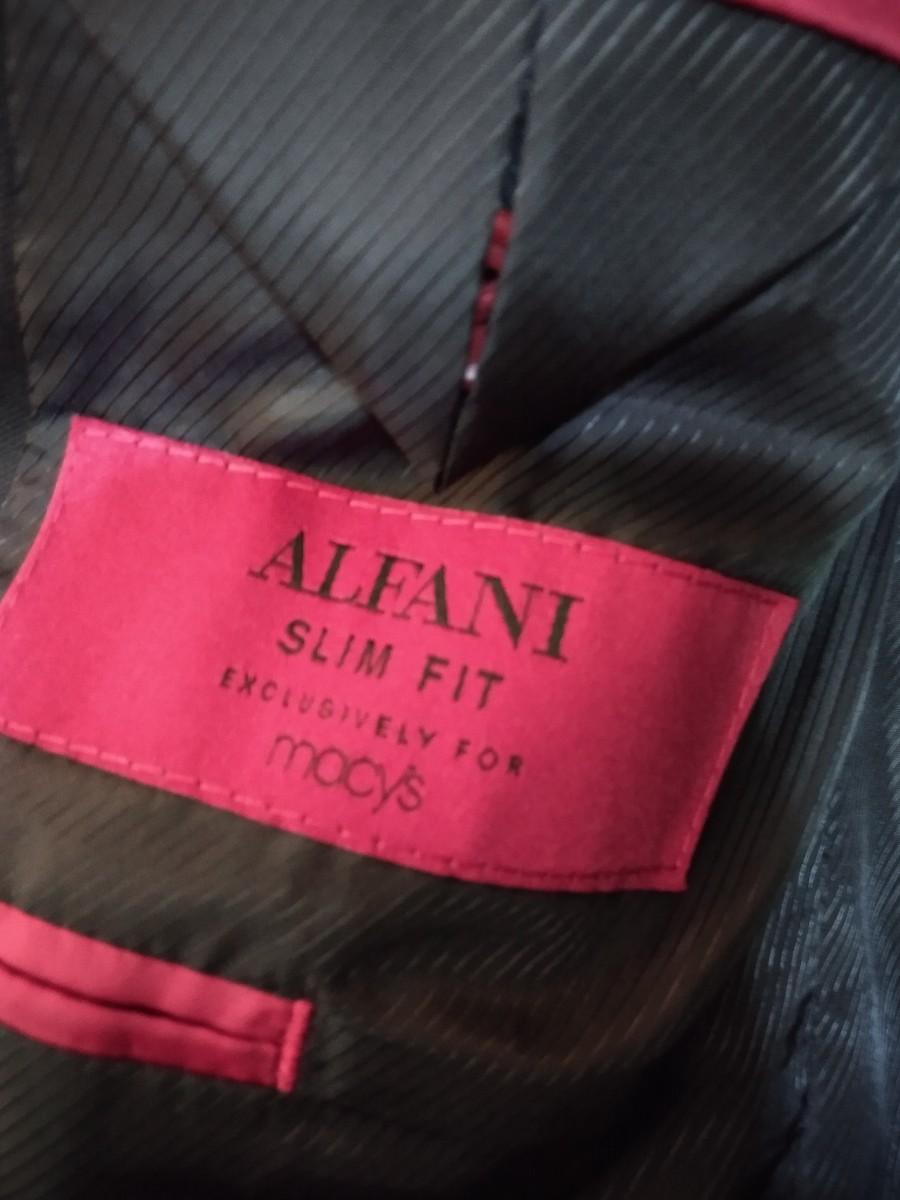 ALFANI
SLIM FIT
EXCLUSIVELY FOR
macy's